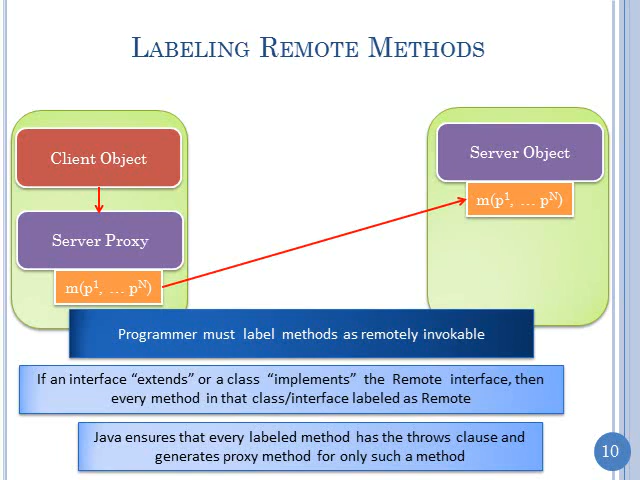 LABELING REMOTE METHODS
Client Object
Server Proxy
m(p¹, … pᴺ)
Server Object
m(p¹, … pᴺ)
Programmer must label methods as remotely invokable
If an interface “extends” or a class “implements” the Remote interface, then
every method in that class/interface labeled as Remote
Java ensures that every labeled method has the throws clause and
generates proxy method for only such a method
10